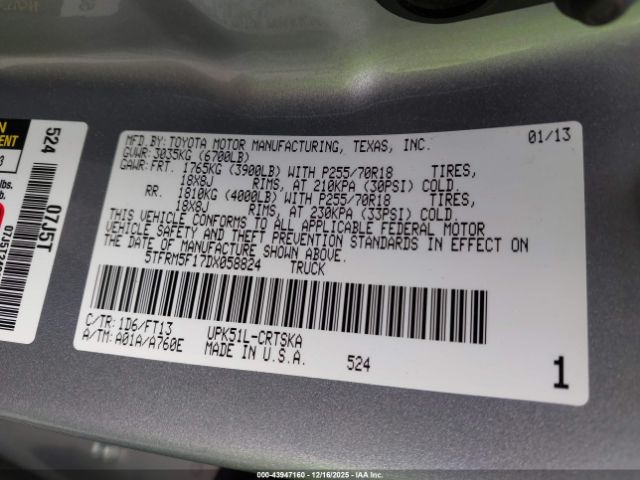 MFD.BY: TOYOTA MOTOR MANUFACTURING, TEXAS, INC. 01/13
GVWR: 3035KG (6700LB)
GAWR: FRT. 1765KG (3900LB) WITH P255/70R18 TIRES,
18X8J RIMS, AT 210KPA (30PSI) COLD.
RR. 1810KG (4000LB) WITH P255/70R18 TIRES,
18X8J RIMS, AT 230KPA (33PSI) COLD.
THIS VEHICLE CONFORMS TO ALL APPLICABLE FEDERAL MOTOR
VEHICLE SAFETY AND THEFT PREVENTION STANDARDS IN EFFECT ON
THE DATE OF MANUFACTURE SHOWN ABOVE.
5TFRM5F17DX058824 TRUCK
C/TR: 1D6/FT13 UPK51L-CRTSKA
A/TM: A01A/A760E MADE IN U.S.A. 524
1
524 07J5T
lbs.
00-43947160 - 12/16/2025 - IAA